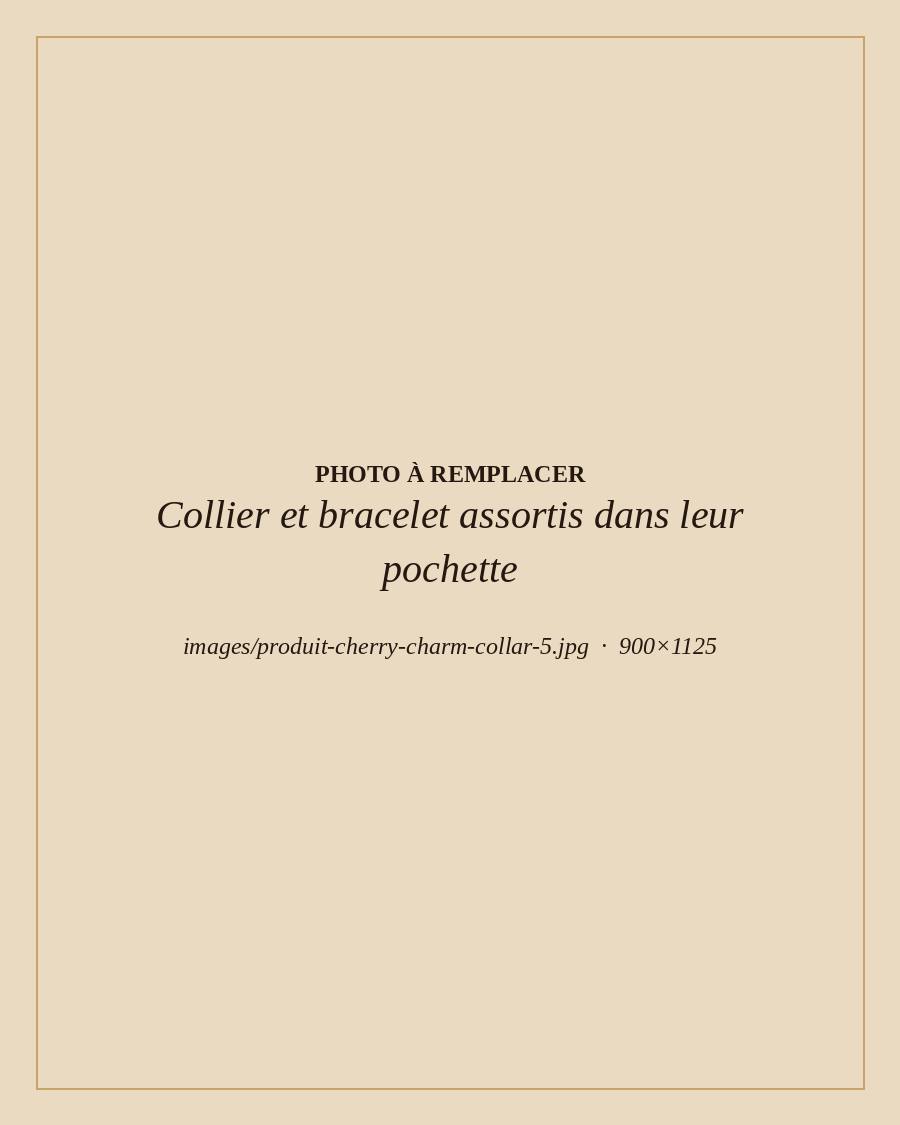 PHOTO À REMPLACER
Collier et bracelet assortis dans leur
pochette
images/produit-cherry-charm-collar-5.jpg · 900×1125